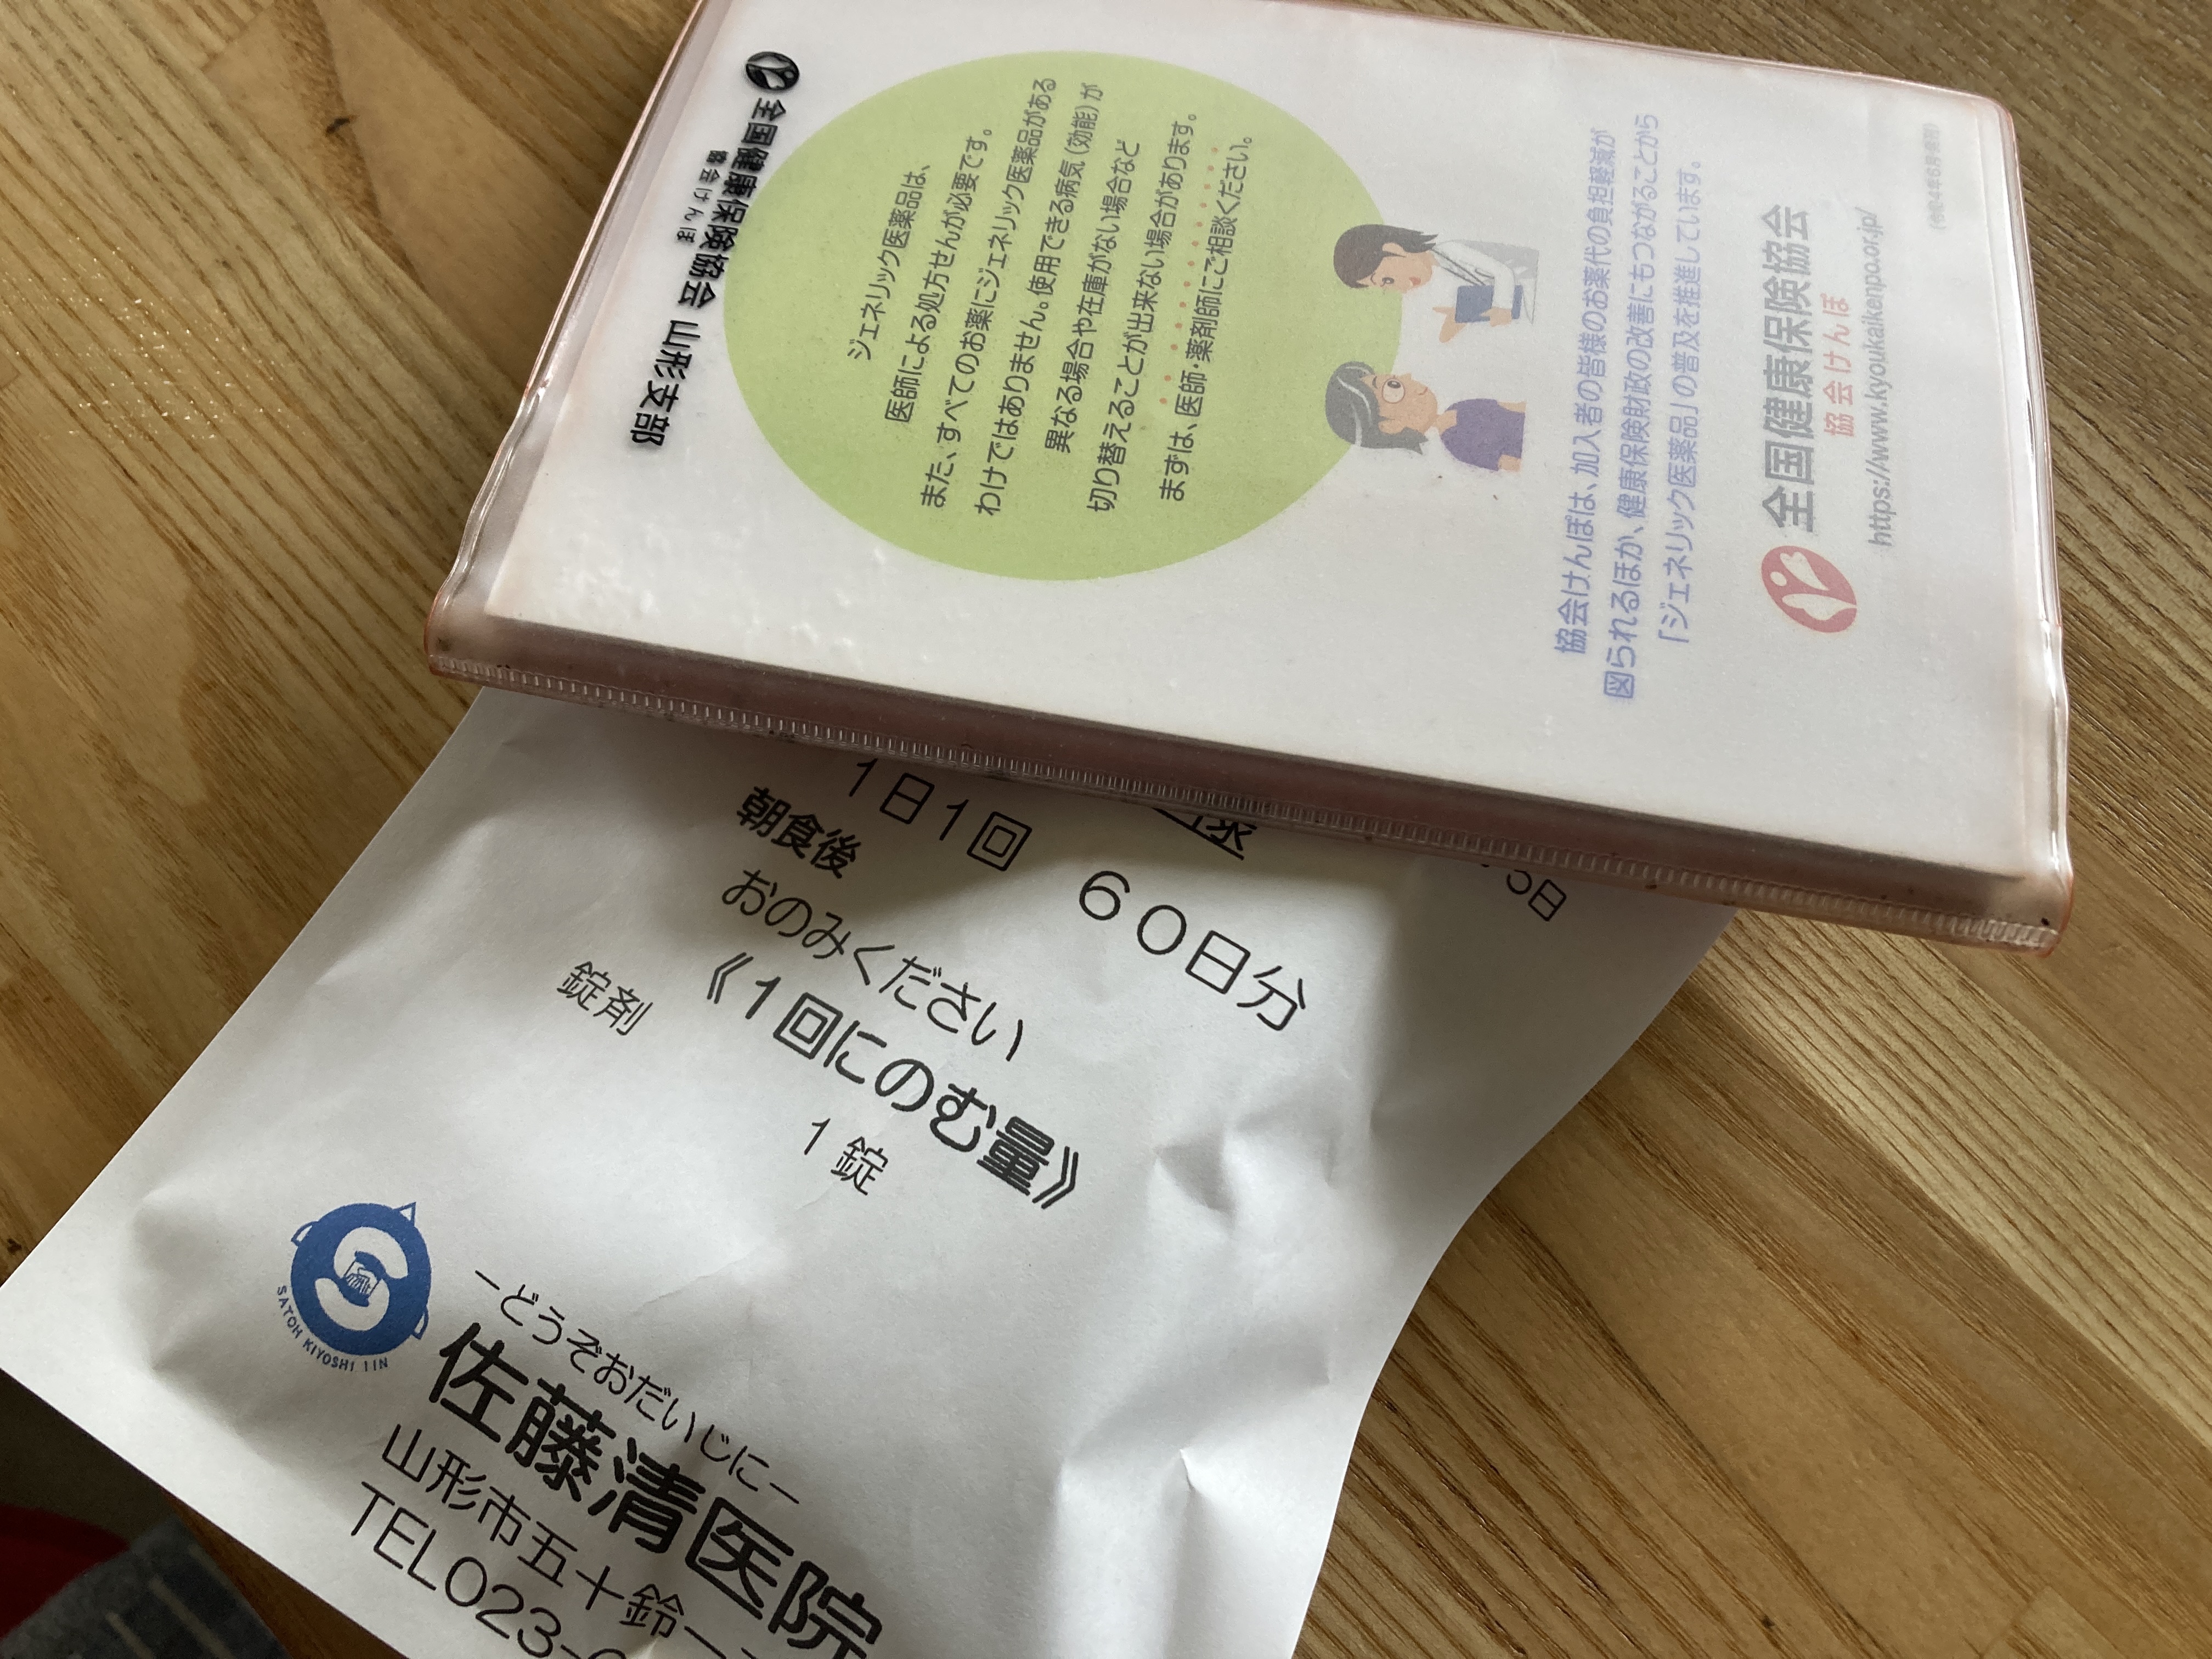 全国健康保険協会 山形支部
協会けんぽ
ジェネリック医薬品は、
医師による処方せんが必要です。
また、すべてのお薬にジェネリック医薬品がある
わけではありません。使用できる病気(効能)が
異なる場合や在庫がない場合など
切り替えることが出来ない場合があります。
まずは、医師・薬剤師にご相談ください。
協会けんぽは、加入者の皆様のお薬代の負担軽減が
図られるほか、健康保険財政の改善にもつながることから
「ジェネリック医薬品」の普及を推進しています。
全国健康保険協会
協会けんぽ
https://www.kyoukaikenpo.or.jp/
5日
1日1回 60日分
朝食後
おのみください
《1回にのむ量》
錠剤 1錠
SATOH KIYOSHI IIN
ーどうぞおだいじにー
佐藤清医院
山形市五十鈴一
TEL023-